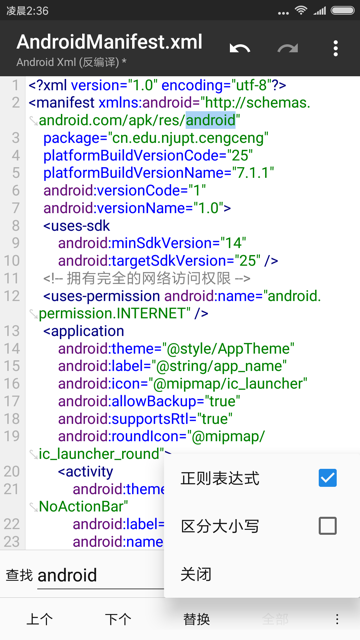 凌晨2:36
AndroidManifest.xml
Android Xml (反编译) *
1 <?xml version="1.0" encoding="utf-8"?>
2 <manifest xmlns:android="http://schemas.
android.com/apk/res/android"
3 package="cn.edu.njupt.cengceng"
4 platformBuildVersionCode="25"
5 platformBuildVersionName="7.1.1"
6 android:versionCode="1"
7 android:versionName="1.0">
8 <uses-sdk
9 android:minSdkVersion="14"
10 android:targetSdkVersion="25" />
11 <!-- 拥有完全的网络访问权限 -->
12 <uses-permission android:name="android.
permission.INTERNET" />
13 <application
14 android:theme="@style/AppTheme"
15 android:label="@string/app_name"
16 android:icon="@mipmap/ic_launcher"
17 android:allowBackup="true"
18 android:supportsRtl="true"
19 android:roundIcon="@mipmap/
ic_launcher_round">
20 <activity
21 android:theme
NoActionBar"
22 android:label=
23 android:name
正则表达式
区分大小写
关闭
查找 android
上个 下个 替换 全部